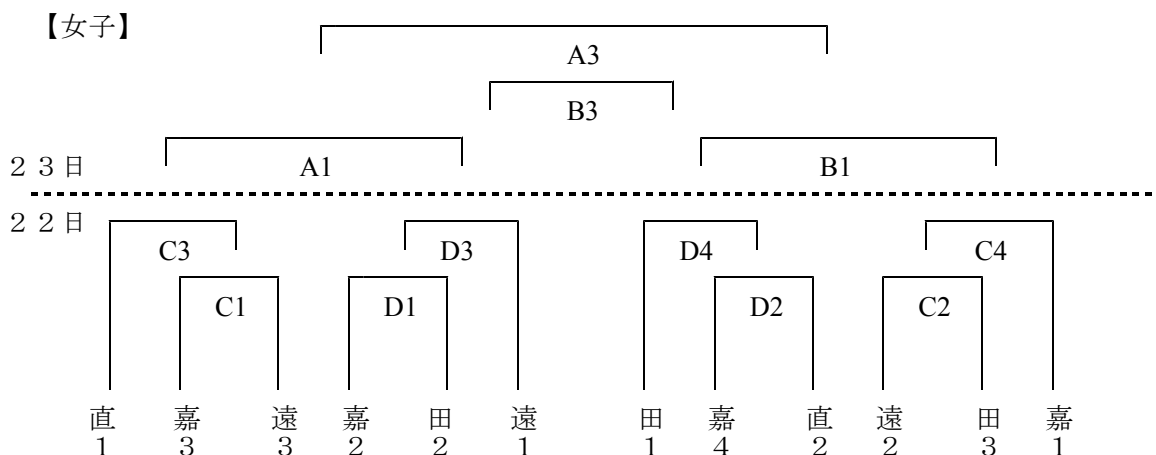 【女子】
A3
B3
２３日 A1 B1
２２日
C3 D3 D4 C4
C1 D1 D2 C2
直 嘉 遠 嘉 田 遠 田 嘉 直 遠 田 嘉
１ ３ ３ ２ ２ １ １ ４ ２ ２ ３ １